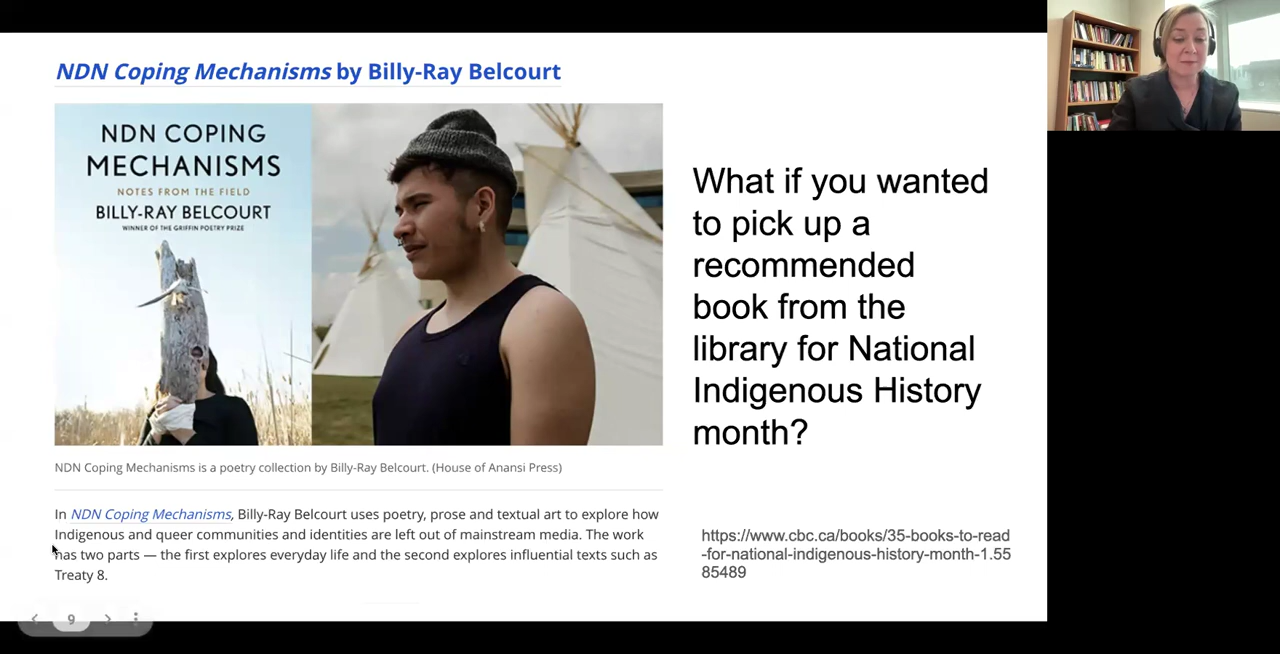 NDN Coping Mechanisms by Billy-Ray Belcourt
NDN COPING
MECHANISMS
NOTES FROM THE FIELD
BILLY-RAY BELCOURT
WINNER OF THE GRIFFIN POETRY PRIZE
NDN Coping Mechanisms is a poetry collection by Billy-Ray Belcourt. (House of Anansi Press)
In NDN Coping Mechanisms, Billy-Ray Belcourt uses poetry, prose and textual art to explore how
Indigenous and queer communities and identities are left out of mainstream media. The work
has two parts — the first explores everyday life and the second explores influential texts such as
Treaty 8.
What if you wanted
to pick up a
recommended
book from the
library for National
Indigenous History
month?
https://www.cbc.ca/books/35-books-to-read
-for-national-indigenous-history-month-1.55
85489
9